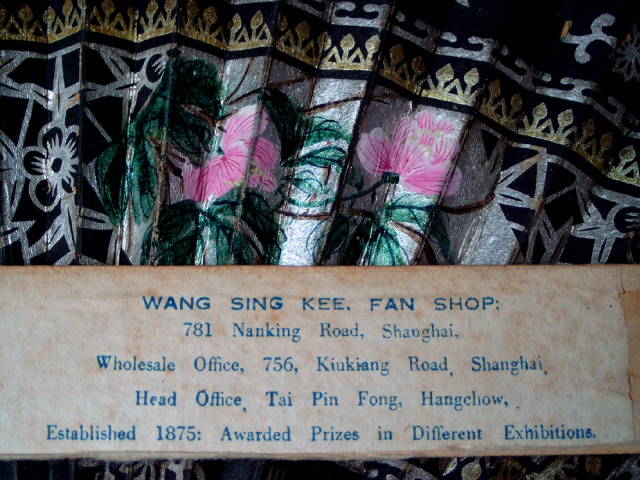 WANG SING KEE, FAN SHOP:
781 Nanking Road, Shanghai,
Wholesale Office, 756, Kiukiang Road, Shanghai,
Head Office, Tai Pin Fong, Hangchow,
Established 1875: Awarded Prizes in Different Exhibitions.